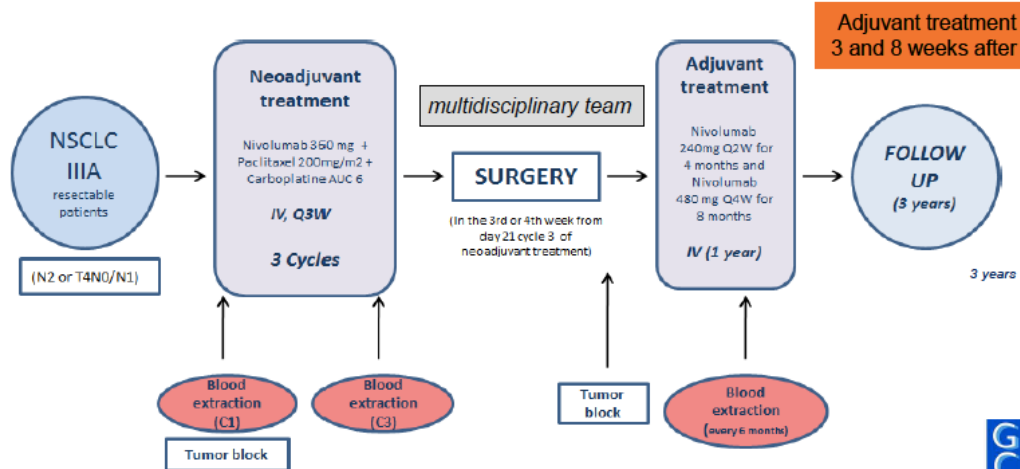 Adjuvant treatment
3 and 8 weeks after
Neoadjuvant
treatment
Nivolumab 360 mg +
Paclitaxel 200mg/m2 +
Carboplatine AUC 6
IV, Q3W
3 Cycles
multidisciplinary team
Adjuvant
treatment
Nivolumab
240mg Q2W for
4 months and
Nivolumab
480 mg Q4W for
8 months
IV (1 year)
NSCLC
IIIA
resectable
patients
(N2 or T4N0/N1)
SURGERY
(In the 3rd or 4th week from
day 21 cycle 3 of
neoadjuvant treatment)
FOLLOW
UP
(3 years)
3 years
Blood
extraction
(C1)
Tumor block
Blood
extraction
(C3)
Tumor
block
Blood
extraction
(every 6 months)
G
C